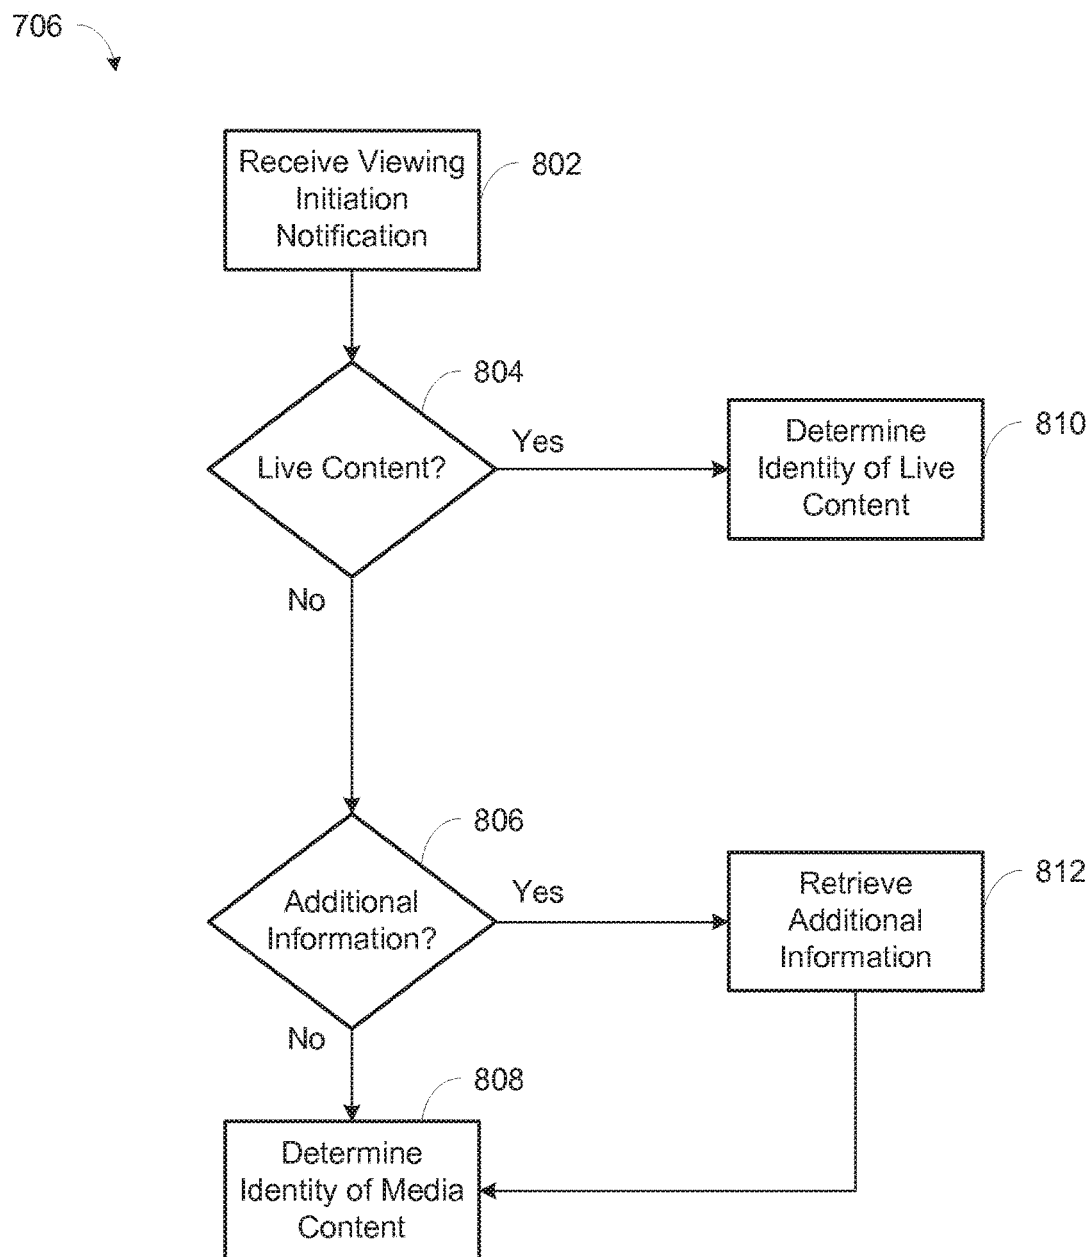 706
Receive Viewing
Initiation
Notification
802
804
Live Content?
Yes
Determine
Identity of Live
Content
810
No
806
Additional
Information?
Yes
Retrieve
Additional
Information
812
No
808
Determine
Identity of Media
Content